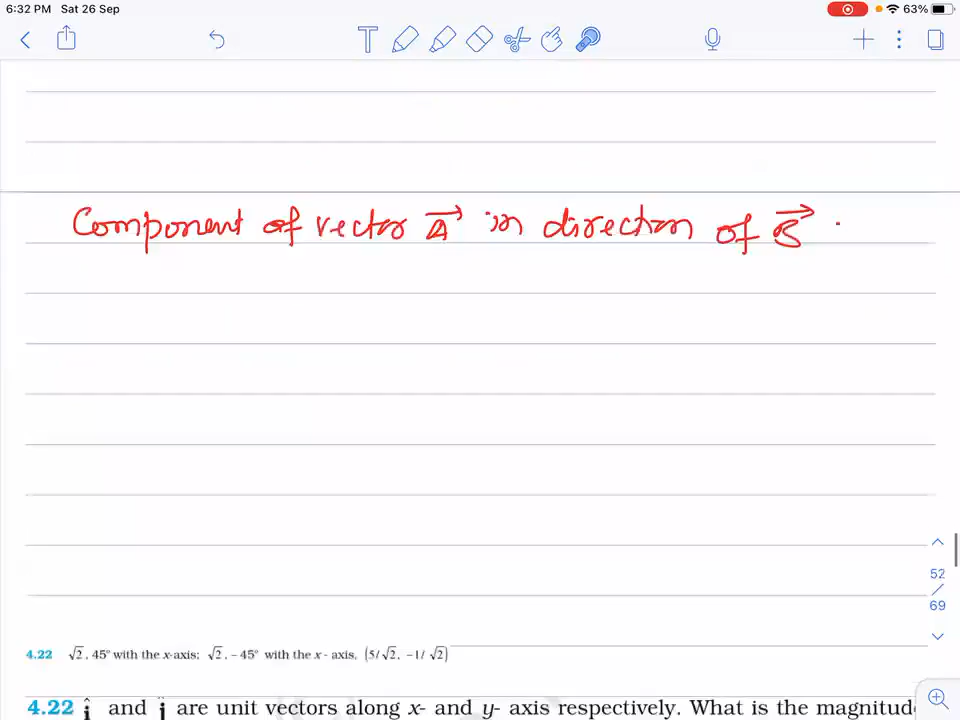 6:32 PM Sat 26 Sep
63%
Component of vector A⃗ in direction of B⃗
52
69
4.22 √2, 45° with the x-axis; √2, − 45° with the x - axis, (5/√2, −1/√2)
4.22 î and ĵ are unit vectors along x- and y- axis respectively. What is the magnitude